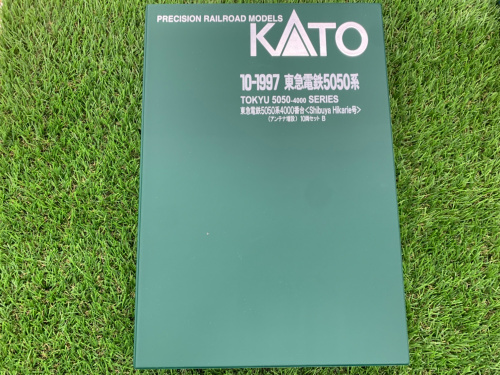 PRECISION RAILROAD MODELS
KATO
10-1997 東急電鉄5050系
TOKYU 5050-4000 SERIES
東急電鉄5050系4000番台<Shibuya Hikarie号>
(アンテナ増設) 10両セット B